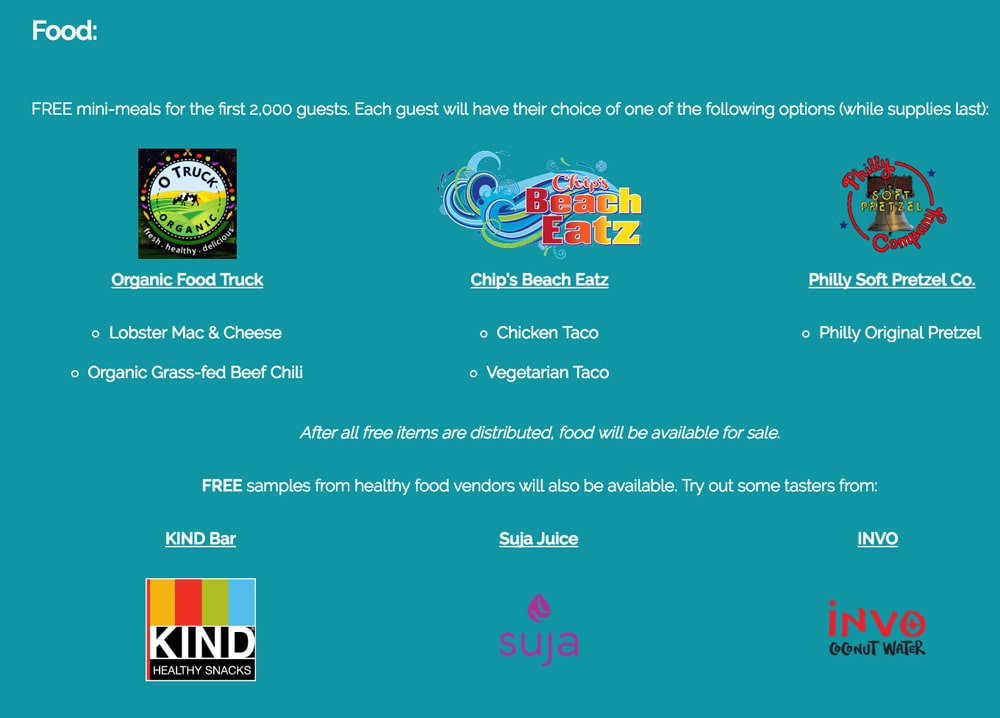 Food:
FREE mini-meals for the first 2,000 guests. Each guest will have their choice of one of the following options (while supplies last):
O TRUCK
ORGANIC
fresh . healthy . delicious
Chip's
Beach
Eatz
Philly
SOFT
PRETZEL
Company
Organic Food Truck
Chip's Beach Eatz
Philly Soft Pretzel Co.
Lobster Mac & Cheese
Chicken Taco
Philly Original Pretzel
Organic Grass-fed Beef Chili
Vegetarian Taco
After all free items are distributed, food will be available for sale.
FREE samples from healthy food vendors will also be available. Try out some tasters from:
KIND Bar
Suja Juice
INVO
KIND
HEALTHY SNACKS
suja
iNVO
COCONUT WATER